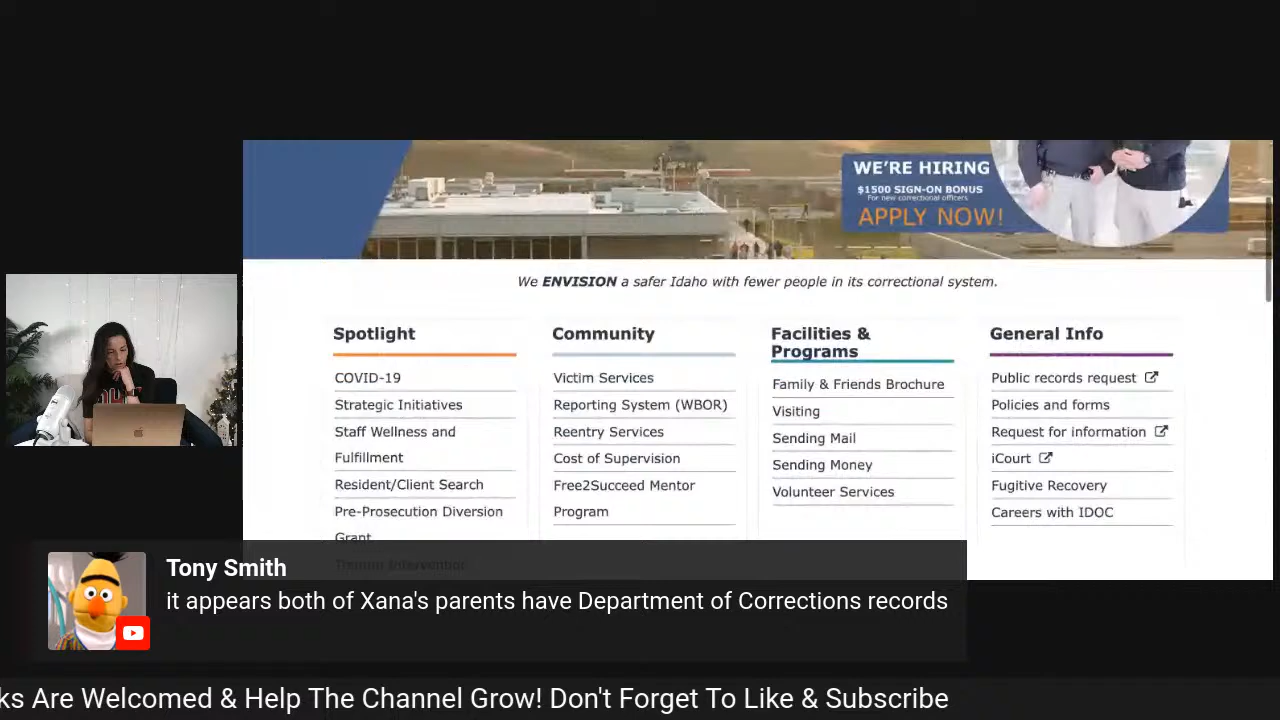 WE'RE HIRING
$1500 SIGN-ON BONUS
For new correctional officers
APPLY NOW!
We ENVISION a safer Idaho with fewer people in its correctional system.
Spotlight
COVID-19
Strategic Initiatives
Staff Wellness and
Fulfillment
Resident/Client Search
Pre-Prosecution Diversion
Grant
Community
Victim Services
Reporting System (WBOR)
Reentry Services
Cost of Supervision
Free2Succeed Mentor
Program
Facilities &
Programs
Family & Friends Brochure
Visiting
Sending Mail
Sending Money
Volunteer Services
General Info
Public records request
Policies and forms
Request for information
iCourt
Fugitive Recovery
Careers with IDOC
Tony Smith
it appears both of Xana's parents have Department of Corrections records
ks Are Welcomed & Help The Channel Grow! Don't Forget To Like & Subscribe